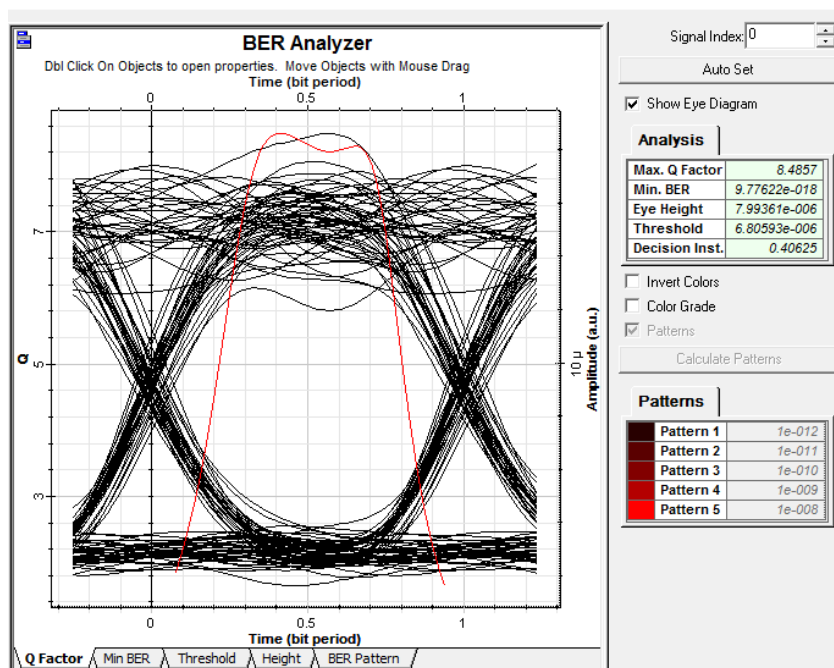 BER Analyzer
Dbl Click On Objects to open properties. Move Objects with Mouse Drag
Time (bit period)
0 0.5 1
Q
7
5
3
10 µ
Amplitude (a.u.)
0 0.5 1
Time (bit period)
Q Factor Min BER Threshold Height BER Pattern
Signal Index: 0
Auto Set
Show Eye Diagram
Analysis
Max. Q Factor 8.4857
Min. BER 9.77622e-018
Eye Height 7.99361e-006
Threshold 6.80593e-006
Decision Inst. 0.40625
Invert Colors
Color Grade
Patterns
Calculate Patterns
Patterns
Pattern 1 1e-012
Pattern 2 1e-011
Pattern 3 1e-010
Pattern 4 1e-009
Pattern 5 1e-008